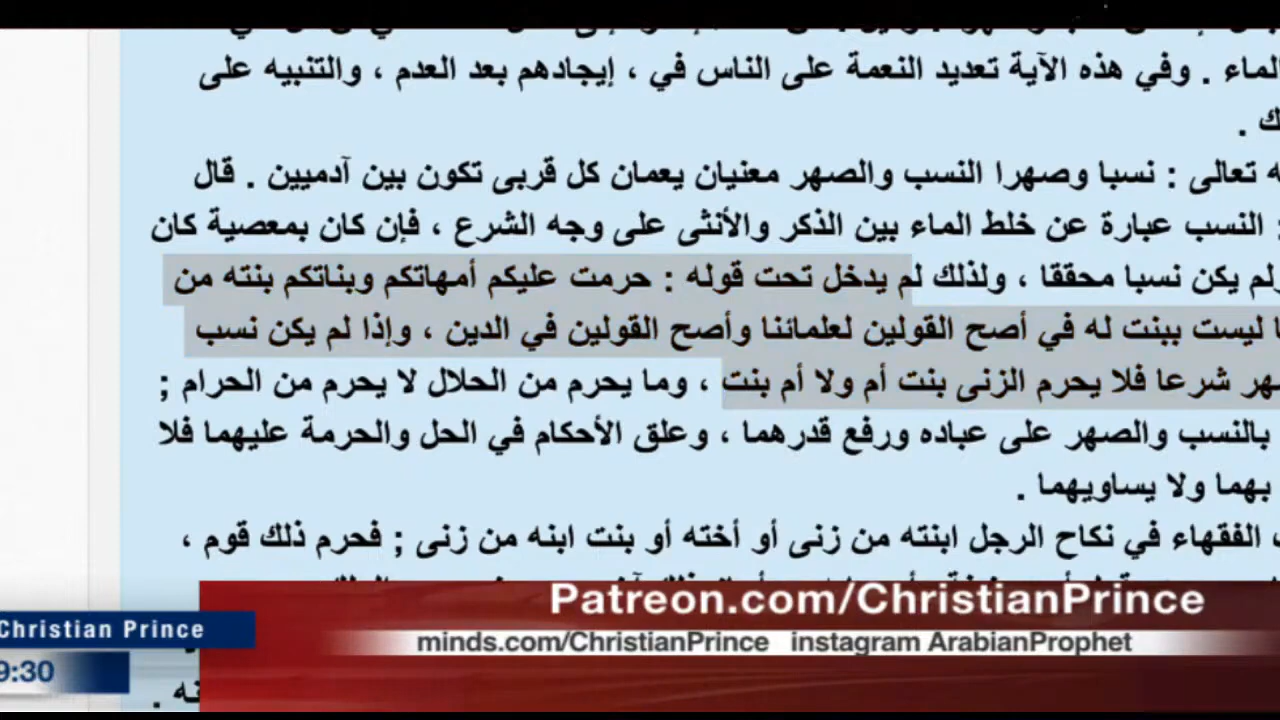 الماء . وفي هذه الآية تعديد النعمة على الناس في ، إيجادهم بعد العدم ، والتنبيه على
ك .
ه تعالى : نسبا وصهرا النسب والصهر معنيان يعمان كل قربى تكون بين آدميين . قال
النسب عبارة عن خلط الماء بين الذكر والأنثى على وجه الشرع ، فإن كان بمعصية كان
ولم يكن نسبا محققا ، ولذلك لم يدخل تحت قوله : حرمت عليكم أمهاتكم وبناتكم بنته من
ليست ببنت له في أصح القولين لعلمائنا وأصح القولين في الدين ، وإذا لم يكن نسب
هر شرعا فلا يحرم الزنى بنت أم ولا أم بنت ، وما يحرم من الحلال لا يحرم من الحرام ;
بالنسب والصهر على عباده ورفع قدرهما ، وعلق الأحكام في الحل والحرمة عليهما فلا
بهما ولا يساويهما .
الفقهاء في نكاح الرجل ابنته من زنى أو أخته أو بنت ابنه من زنى ; فحرم ذلك قوم ،
نه .
Patreon.com/ChristianPrince
Christian Prince
minds.com/ChristianPrince instagram ArabianProphet
9:30